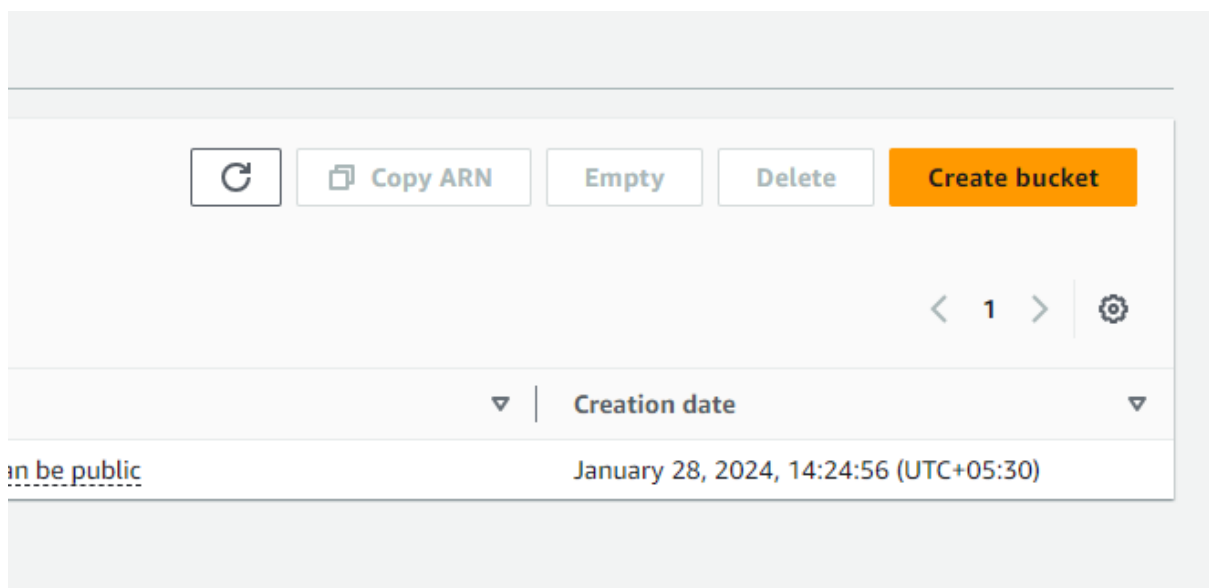 Copy ARN Empty Delete Create bucket
1
Creation date
an be public January 28, 2024, 14:24:56 (UTC+05:30)